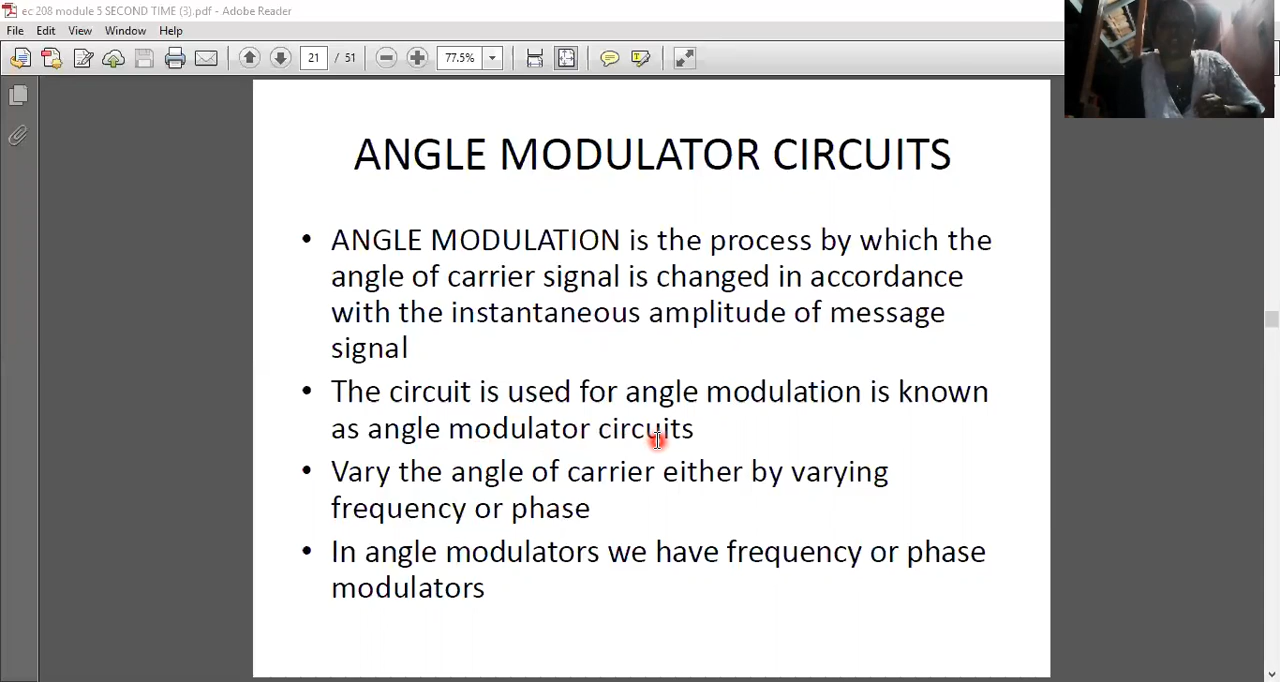 ec 208 module 5 SECOND TIME (3).pdf - Adobe Reader
File Edit View Window Help
21 / 51 77.5%
ANGLE MODULATOR CIRCUITS
• ANGLE MODULATION is the process by which the
angle of carrier signal is changed in accordance
with the instantaneous amplitude of message
signal
• The circuit is used for angle modulation is known
as angle modulator circuits
• Vary the angle of carrier either by varying
frequency or phase
• In angle modulators we have frequency or phase
modulators